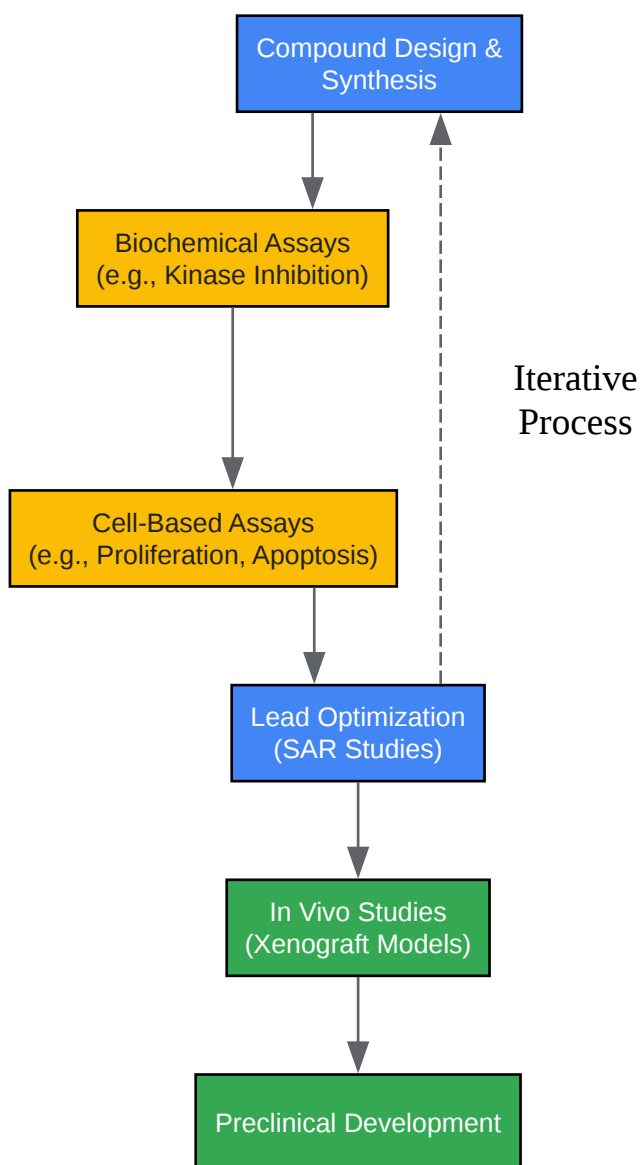 Compound Design &
Synthesis
Biochemical Assays
(e.g., Kinase Inhibition)
Iterative
Process
Cell-Based Assays
(e.g., Proliferation, Apoptosis)
Lead Optimization
(SAR Studies)
In Vivo Studies
(Xenograft Models)
Preclinical Development